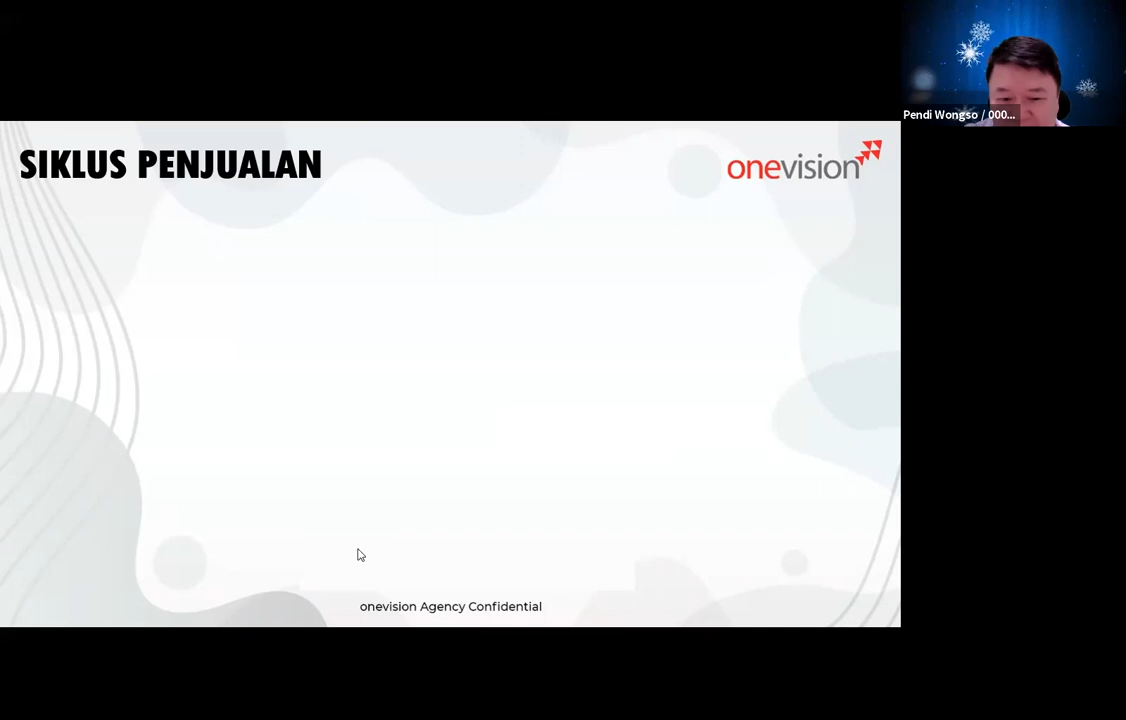 Pendi Wongso / 000...
SIKLUS PENJUALAN
onevision
onevision Agency Confidential